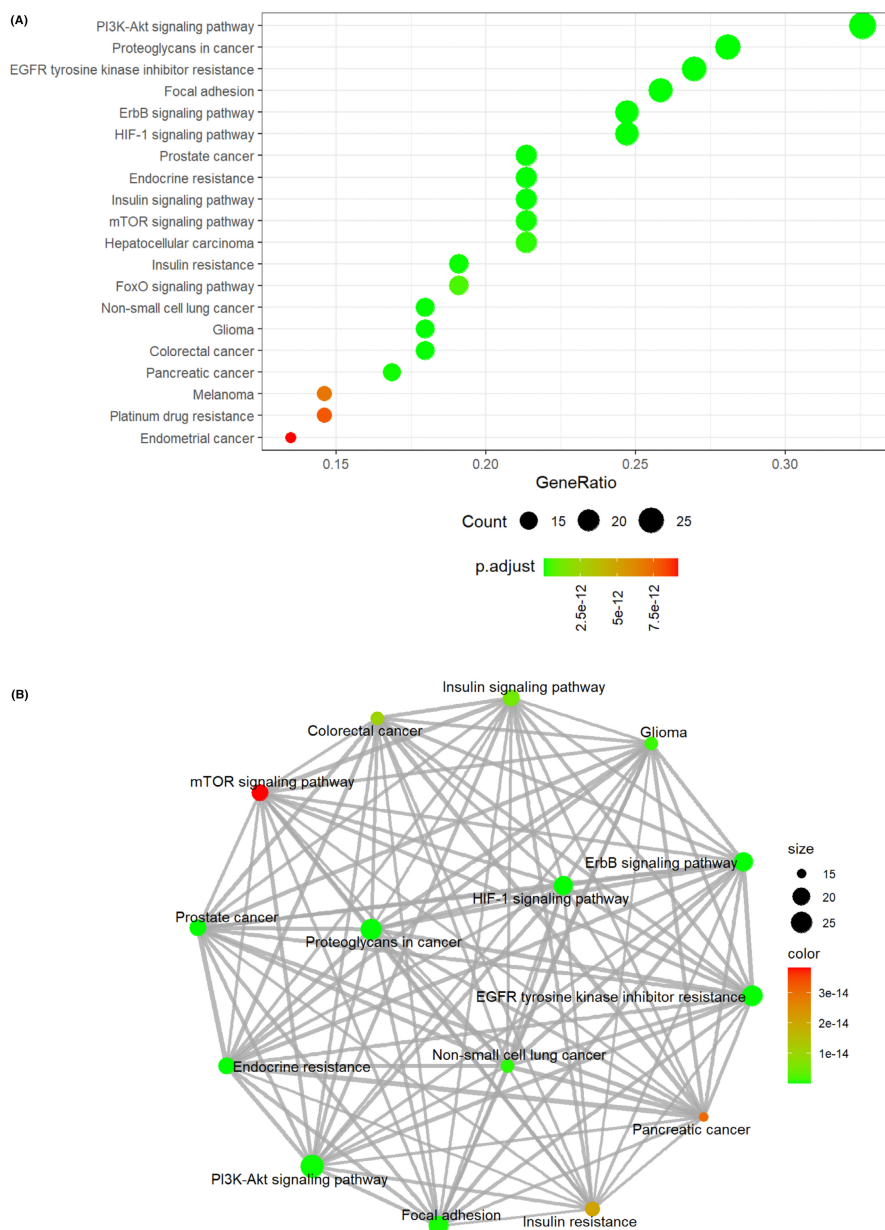 (A)
PI3K-Akt signaling pathway
Proteoglycans in cancer
EGFR tyrosine kinase inhibitor resistance
Focal adhesion
ErbB signaling pathway
HIF-1 signaling pathway
Prostate cancer
Endocrine resistance
Insulin signaling pathway
mTOR signaling pathway
Hepatocellular carcinoma
Insulin resistance
FoxO signaling pathway
Non-small cell lung cancer
Glioma
Colorectal cancer
Pancreatic cancer
Melanoma
Platinum drug resistance
Endometrial cancer
0.15 0.20 0.25 0.30
GeneRatio
Count 15 20 25
p.adjust
2.5e-12
5e-12
7.5e-12
(B)
Insulin signaling pathway
Colorectal cancer
Glioma
mTOR signaling pathway
ErbB signaling pathway
HIF-1 signaling pathway
Prostate cancer
Proteoglycans in cancer
EGFR tyrosine kinase inhibitor resistance
Non-small cell lung cancer
Endocrine resistance
Pancreatic cancer
PI3K-Akt signaling pathway
Focal adhesion
Insulin resistance
size
15
20
25
color
3e-14
2e-14
1e-14